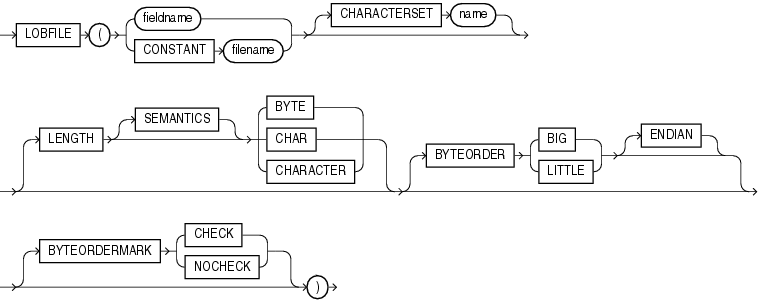 LOBFILE ( fieldname CONSTANT filename CHARACTERSET name
LENGTH SEMANTICS BYTE CHAR CHARACTER BYTEORDER BIG LITTLE ENDIAN
BYTEORDERMARK CHECK NOCHECK )